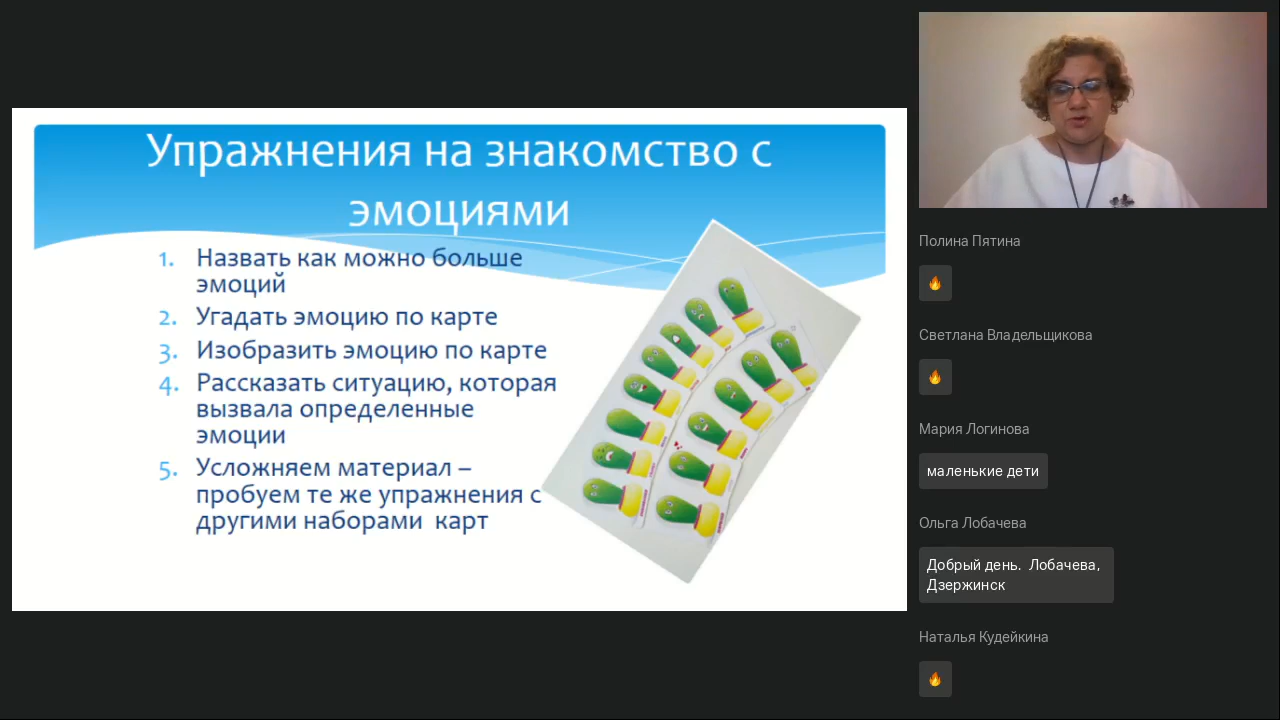 Упражнения на знакомство с
эмоциями
1. Назвать как можно больше
эмоций
2. Угадать эмоцию по карте
3. Изобразить эмоцию по карте
4. Рассказать ситуацию, которая
вызвала определенные
эмоции
5. Усложняем материал –
пробуем те же упражнения с
другими наборами карт
Полина Пятина
🔥
Светлана Владельщикова
🔥
Мария Логинова
маленькие дети
Ольга Лобачева
Добрый день. Лобачева,
Дзержинск
Наталья Кудейкина
🔥